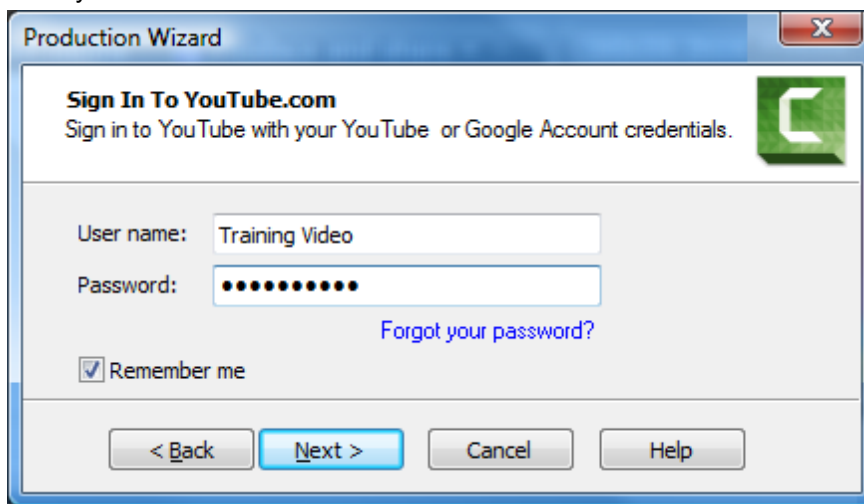 Production Wizard
Sign In To YouTube.com
Sign in to YouTube with your YouTube or Google Account credentials.
User name: Training Video
Password: ••••••••••
Forgot your password?
Remember me
< Back Next > Cancel Help